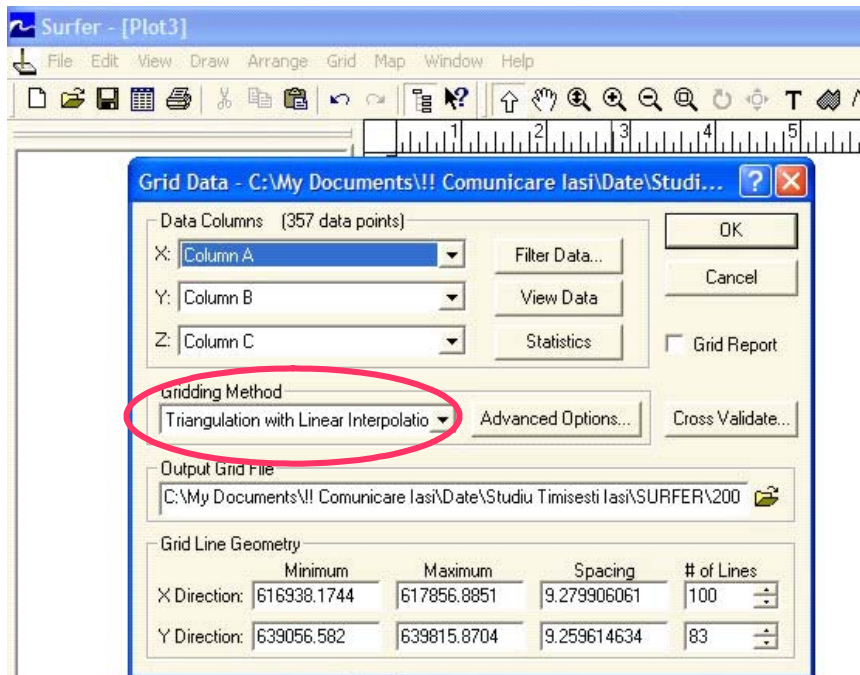 Surfer - [Plot3]
File Edit View Draw Arrange Grid Map Window Help
1 2 3 4 5
Grid Data - C:\My Documents\!! Comunicare Iasi\Date\Studi...
Data Columns (357 data points)
OK
X: Column A
Filter Data...
Cancel
Y: Column B
View Data
Z: Column C
Statistics
Grid Report
Gridding Method
Triangulation with Linear Interpolatio
Advanced Options...
Cross Validate...
Output Grid File
C:\My Documents\!! Comunicare Iasi\Date\Studiu Timisesti Iasi\SURFER\200
Grid Line Geometry
Minimum Maximum Spacing # of Lines
X Direction: 616938.1744 617856.8851 9.279906061 100
Y Direction: 639056.582 639815.8704 9.259614634 83